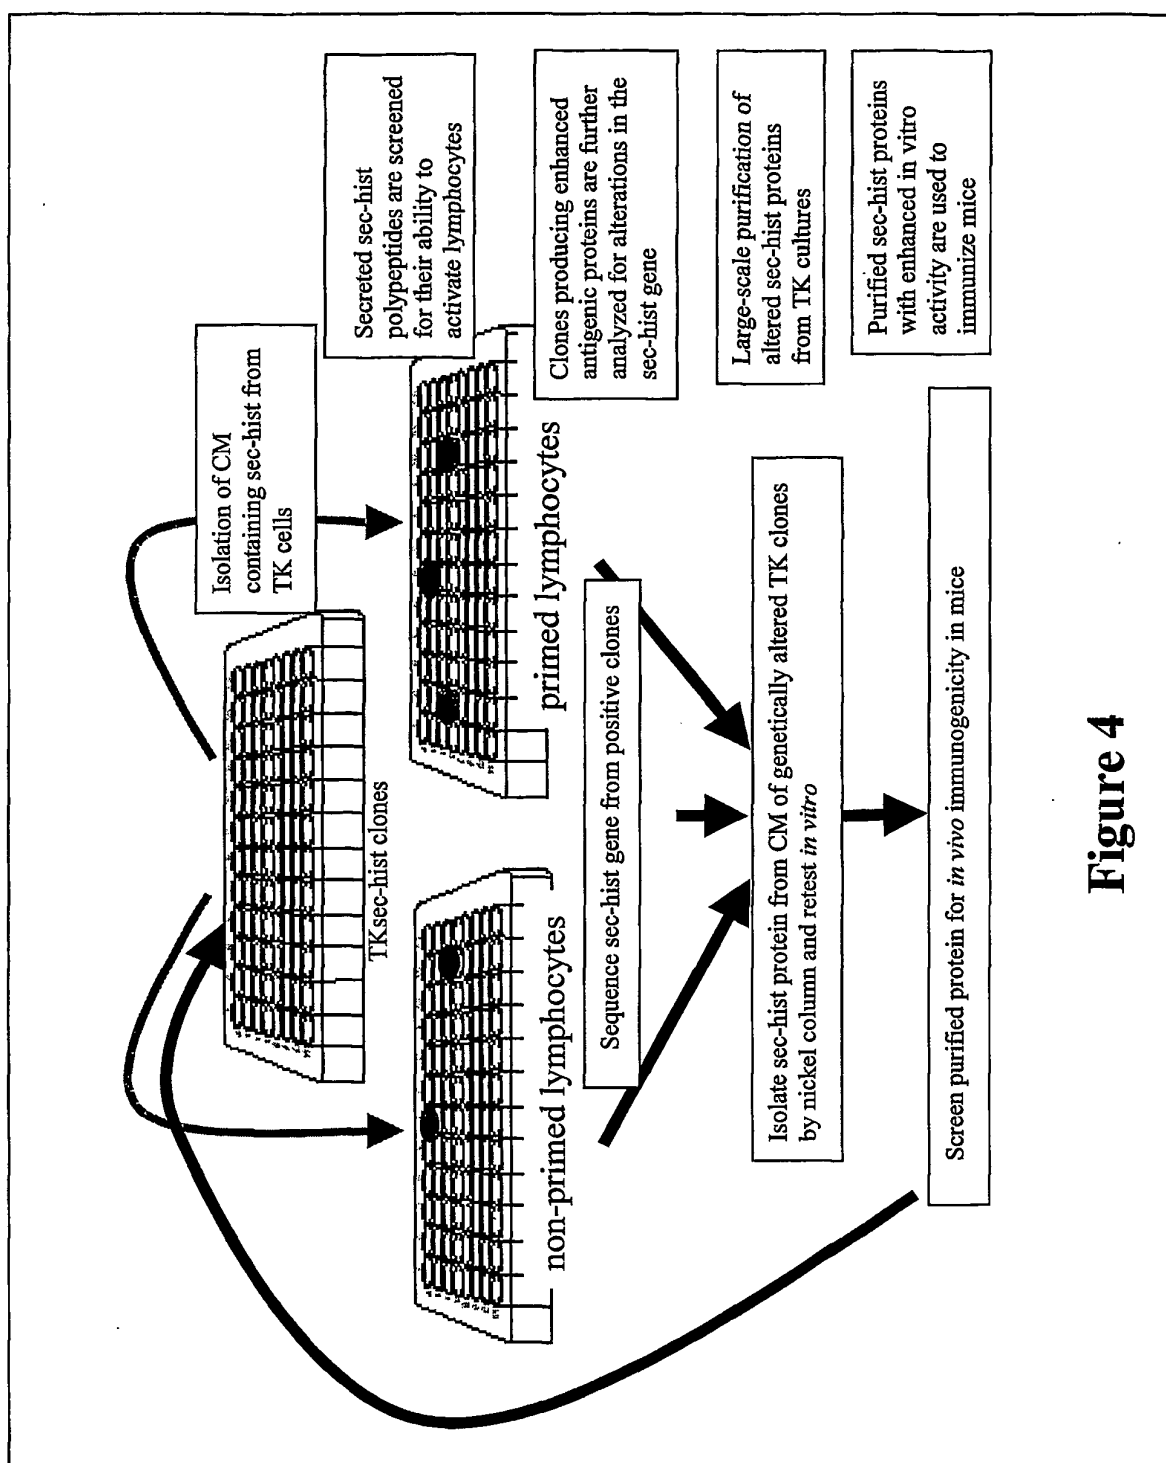 Isolation of CM
containing sec-hist from
TK cells
TKsec-hist clones
Secreted sec-hist
polypeptides are screened
for their ability to
activate lymphocytes
non-primed lymphocytes
primed lymphocytes
Clones producing enhanced
antigenic proteins are further
analyzed for alterations in the
sec-hist gene
Sequence sec-hist gene from positive clones
Large-scale purification of
altered sec-hist proteins
from TK cultures
Isolate sec-hist protein from CM of genetically altered TK clones
by nickel column and retest in vitro
Purified sec-hist proteins
with enhanced in vitro
activity are used to
immunize mice
Screen purified protein for in vivo immunogenicity in mice
Figure 4